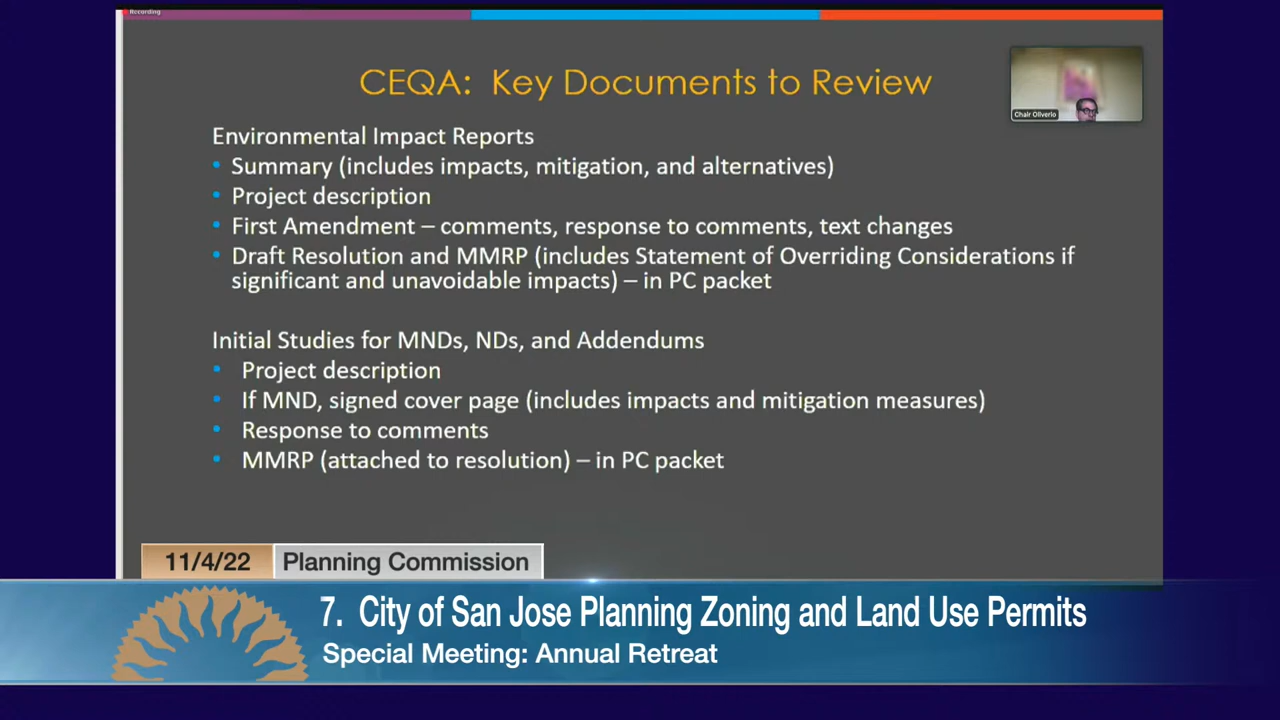 Recording
CEQA: Key Documents to Review
Chair Oliverio
Environmental Impact Reports
• Summary (includes impacts, mitigation, and alternatives)
• Project description
• First Amendment – comments, response to comments, text changes
• Draft Resolution and MMRP (includes Statement of Overriding Considerations if
significant and unavoidable impacts) – in PC packet
Initial Studies for MNDs, NDs, and Addendums
• Project description
• If MND, signed cover page (includes impacts and mitigation measures)
• Response to comments
• MMRP (attached to resolution) – in PC packet
11/4/22 Planning Commission
7. City of San Jose Planning Zoning and Land Use Permits
Special Meeting: Annual Retreat